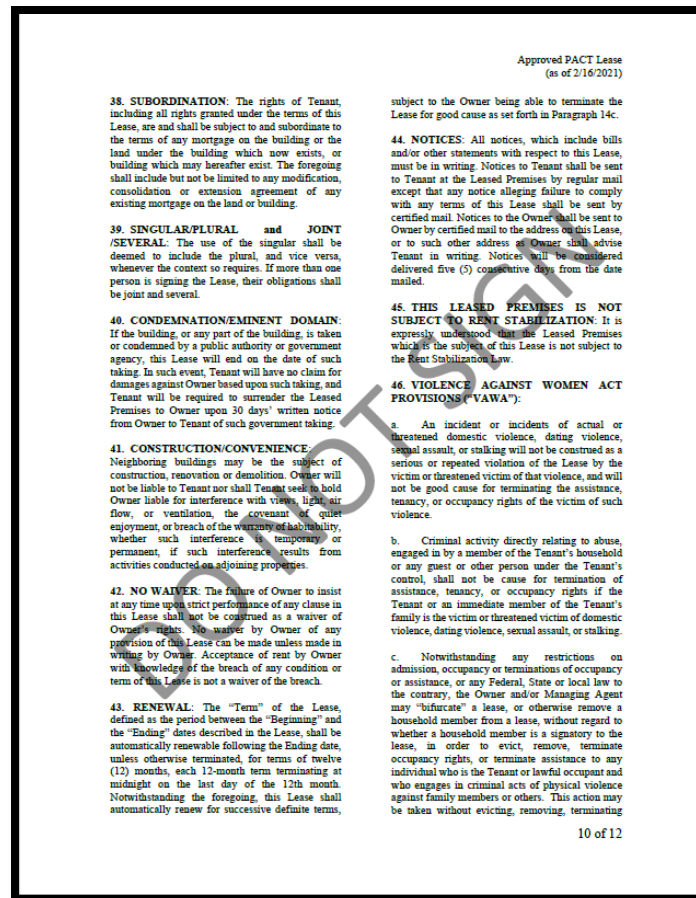 Approved PACT Lease
(as of 2/16/2021)
38. SUBORDINATION: The rights of Tenant,
including all rights granted under the terms of this
Lease, are and shall be subject to and subordinate to
the terms of any mortgage on the building or the
land under the building which now exists, or
building which may hereafter exist. The foregoing
shall include but not be limited to any modification,
consolidation or extension agreement of any
existing mortgage on the land or building.
39. SINGULAR/PLURAL and JOINT
/SEVERAL: The use of the singular shall be
deemed to include the plural, and vice versa,
whenever the context so requires. If more than one
person is signing the Lease, their obligations shall
be joint and several.
40. CONDEMNATION/EMINENT DOMAIN:
If the building, or any part of the building, is taken
or condemned by a public authority or government
agency, this Lease will end on the date of such
taking. In such event, Tenant will have no claim for
damages against Owner based upon such taking, and
Tenant will be required to surrender the Leased
Premises to Owner upon 30 days' written notice
from Owner to Tenant of such government taking.
41. CONSTRUCTION/CONVENIENCE:
Neighboring buildings may be the subject of
construction, renovation or demolition. Owner will
not be liable to Tenant nor shall Tenant seek to hold
Owner liable for interference with views, light, air
flow, or ventilation, the covenant of quiet
enjoyment, or breach of the warranty of habitability,
whether such interference is temporary or
permanent, if such interference results from
activities conducted on adjoining properties.
42. NO WAIVER: The failure of Owner to insist
at any time upon strict performance of any clause in
this Lease shall not be construed as a waiver of
Owner's rights. No waiver by Owner of any
provision of this Lease can be made unless made in
writing by Owner. Acceptance of rent by Owner
with knowledge of the breach of any condition or
term of this Lease is not a waiver of the breach.
43. RENEWAL: The "Term" of the Lease,
defined as the period between the "Beginning" and
the "Ending" dates described in the Lease, shall be
automatically renewable following the Ending date,
unless otherwise terminated, for terms of twelve
(12) months, each 12-month term terminating at
midnight on the last day of the 12th month.
Notwithstanding the foregoing, this Lease shall
automatically renew for successive definite terms,
subject to the Owner being able to terminate the
Lease for good cause as set forth in Paragraph 14c.
44. NOTICES: All notices, which include bills
and/or other statements with respect to this Lease,
must be in writing. Notices to Tenant shall be sent
to Tenant at the Leased Premises by regular mail
except that any notice alleging failure to comply
with any terms of this Lease shall be sent by
certified mail. Notices to the Owner shall be sent to
Owner by certified mail to the address on this Lease,
or to such other address as Owner shall advise
Tenant in writing. Notices will be considered
delivered five (5) consecutive days from the date
mailed.
45. THIS LEASED PREMISES IS NOT
SUBJECT TO RENT STABILIZATION: It is
expressly understood that the Leased Premises
which is the subject of this Lease is not subject to
the Rent Stabilization Law.
46. VIOLENCE AGAINST WOMEN ACT
PROVISIONS ("VAWA"):
a. An incident or incidents of actual or
threatened domestic violence, dating violence,
sexual assault, or stalking will not be construed as a
serious or repeated violation of the Lease by the
victim or threatened victim of that violence, and will
not be good cause for terminating the assistance,
tenancy, or occupancy rights of the victim of such
violence.
b. Criminal activity directly relating to abuse,
engaged in by a member of the Tenant's household
or any guest or other person under the Tenant's
control, shall not be cause for termination of
assistance, tenancy, or occupancy rights if the
Tenant or an immediate member of the Tenant's
family is the victim or threatened victim of domestic
violence, dating violence, sexual assault, or stalking.
c. Notwithstanding any restrictions on
admission, occupancy or terminations of occupancy
or assistance, or any Federal, State or local law to
the contrary, the Owner and/or Managing Agent
may "bifurcate" a lease, or otherwise remove a
household member from a lease, without regard to
whether a household member is a signatory to the
lease, in order to evict, remove, terminate
occupancy rights, or terminate assistance to any
individual who is the Tenant or lawful occupant and
who engages in criminal acts of physical violence
against family members or others. This action may
be taken without evicting, removing, terminating
10 of 12
DO NOT SIGN